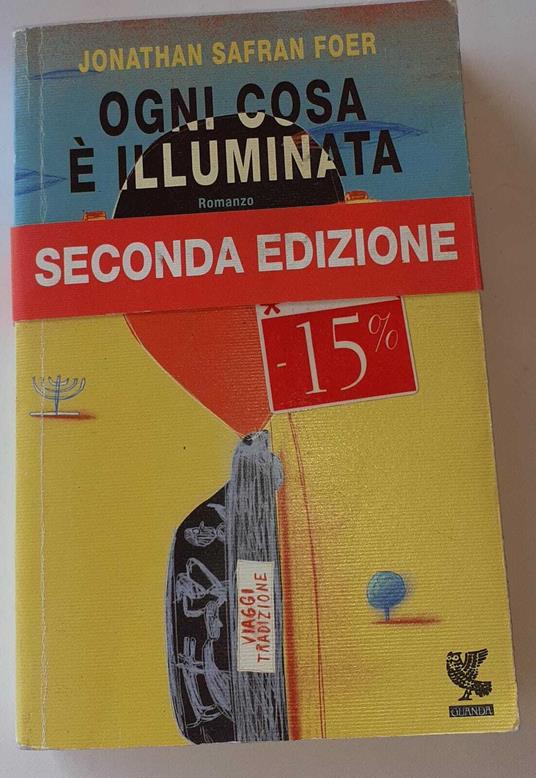 JONATHAN SAFRAN FOER
OGNI COSA
È ILLUMINATA
Romanzo
SECONDA EDIZIONE
*
-15%
VIAGGI
TRADIZIONE
GUANDA